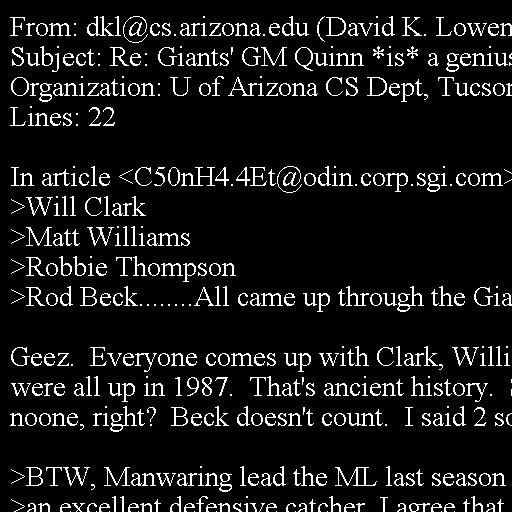 From: dkl@cs.arizona.edu (David K. Lowen
Subject: Re: Giants' GM Quinn *is* a genius
Organization: U of Arizona CS Dept, Tucson
Lines: 22
In article <C50nH4.4Et@odin.corp.sgi.com>
>Will Clark
>Matt Williams
>Robbie Thompson
>Rod Beck........All came up through the Gia
Geez.  Everyone comes up with Clark, Willi
were all up in 1987.  That's ancient history.  S
noone, right?  Beck doesn't count.  I said 2 so
>BTW, Manwaring lead the ML last season
>an excellent defensive catcher. I agree that